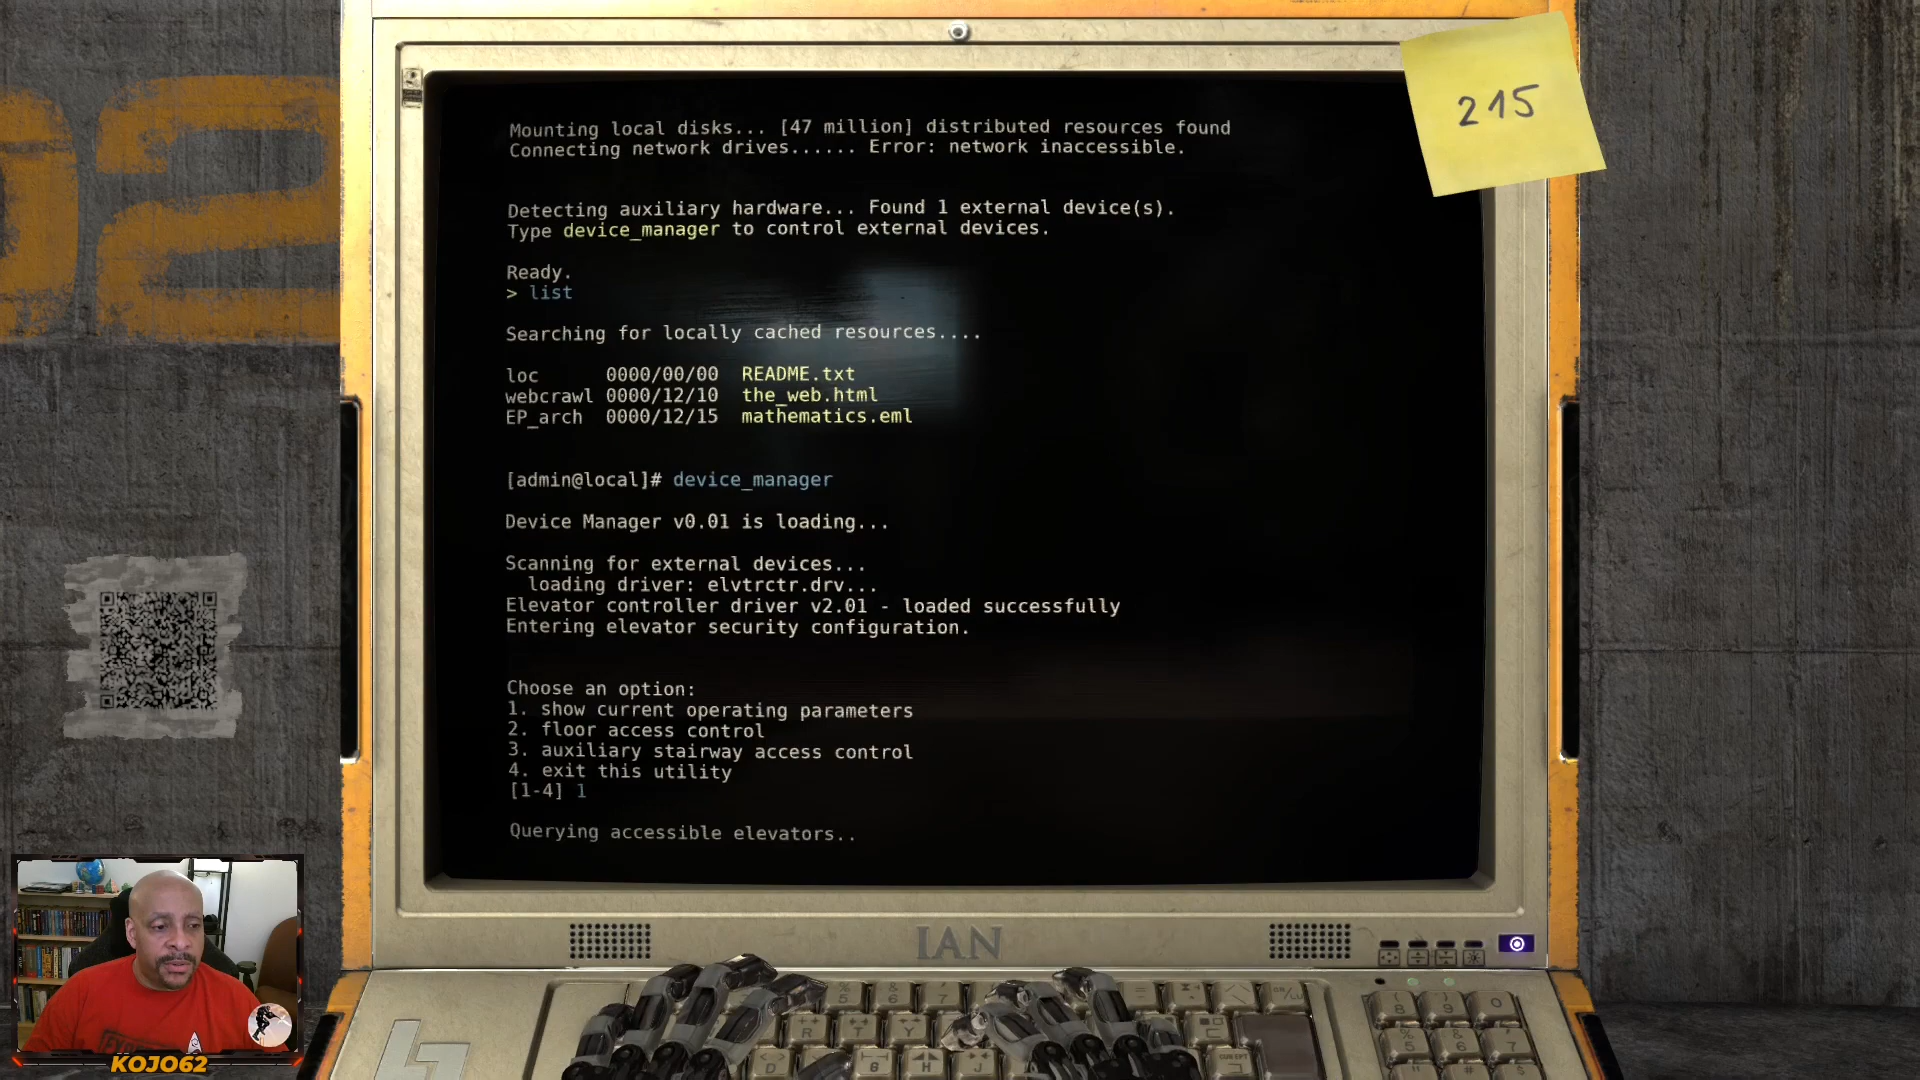 02
215
Mounting local disks... [47 million] distributed resources found
Connecting network drives...... Error: network inaccessible.
Detecting auxiliary hardware... Found 1 external device(s).
Type device_manager to control external devices.
Ready.
> list
Searching for locally cached resources....
loc 0000/00/00 README.txt
webcrawl 0000/12/10 the_web.html
EP_arch 0000/12/15 mathematics.eml
[admin@local]# device_manager
Device Manager v0.01 is loading...
Scanning for external devices...
loading driver: elvtrctr.drv...
Elevator controller driver v2.01 - loaded successfully
Entering elevator security configuration.
Choose an option:
1. show current operating parameters
2. floor access control
3. auxiliary stairway access control
4. exit this utility
[1-4] 1
Querying accessible elevators..
IAN
KOJO62